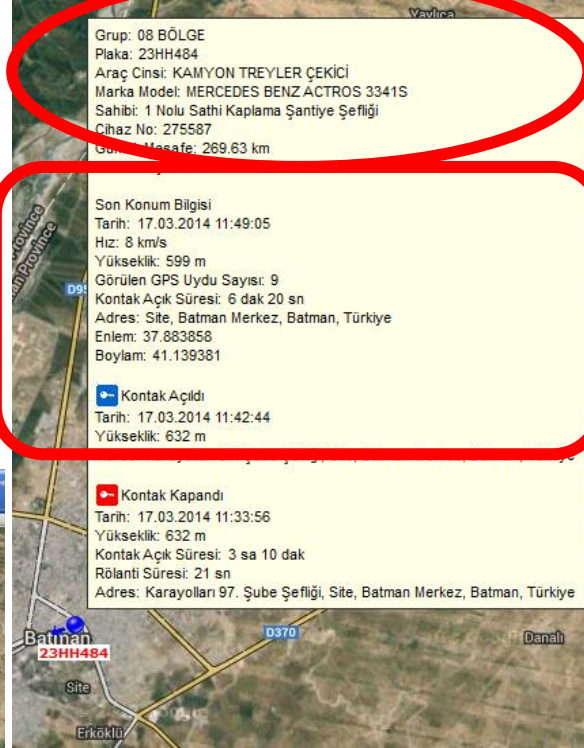 Yaylıca
Grup: 08 BÖLGE
Plaka: 23HH484
Araç Cinsi: KAMYON TREYLER ÇEKİCİ
Marka Model: MERCEDES BENZ ACTROS 3341S
Sahibi: 1 Nolu Sathi Kaplama Şantiye Şefliği
Cihaz No: 275587
Mesafe: 269.63 km
Son Konum Bilgisi
Tarih: 17.03.2014 11:49:05
Hız: 8 km/s
Yükseklik: 599 m
Görülen GPS Uydu Sayısı: 9
Kontak Açık Süresi: 6 dak 20 sn
Adres: Site, Batman Merkez, Batman, Türkiye
Enlem: 37.883858
Boylam: 41.139381
Kontak Açıldı
Tarih: 17.03.2014 11:42:44
Yükseklik: 632 m
Kontak Kapandı
Tarih: 17.03.2014 11:33:56
Yükseklik: 632 m
Kontak Açık Süresi: 3 sa 10 dak
Rölanti Süresi: 21 sn
Adres: Karayolları 97. Şube Şefliği, Site, Batman Merkez, Batman, Türkiye
Province
Province
Batman
23HH484
D370
Danalı
Site
Erköklü